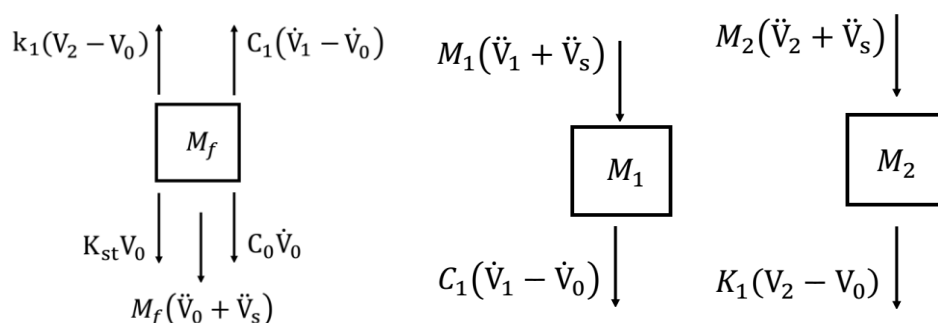 k₁(V₂ − V₀)
C₁(V̇₁ − V̇₀)
M_f
K_st V₀
C₀V̇₀
M_f(V̈₀ + V̈_s)
M₁(V̈₁ + V̈_s)
M₁
C₁(V̇₁ − V̇₀)
M₂(V̈₂ + V̈_s)
M₂
K₁(V₂ − V₀)